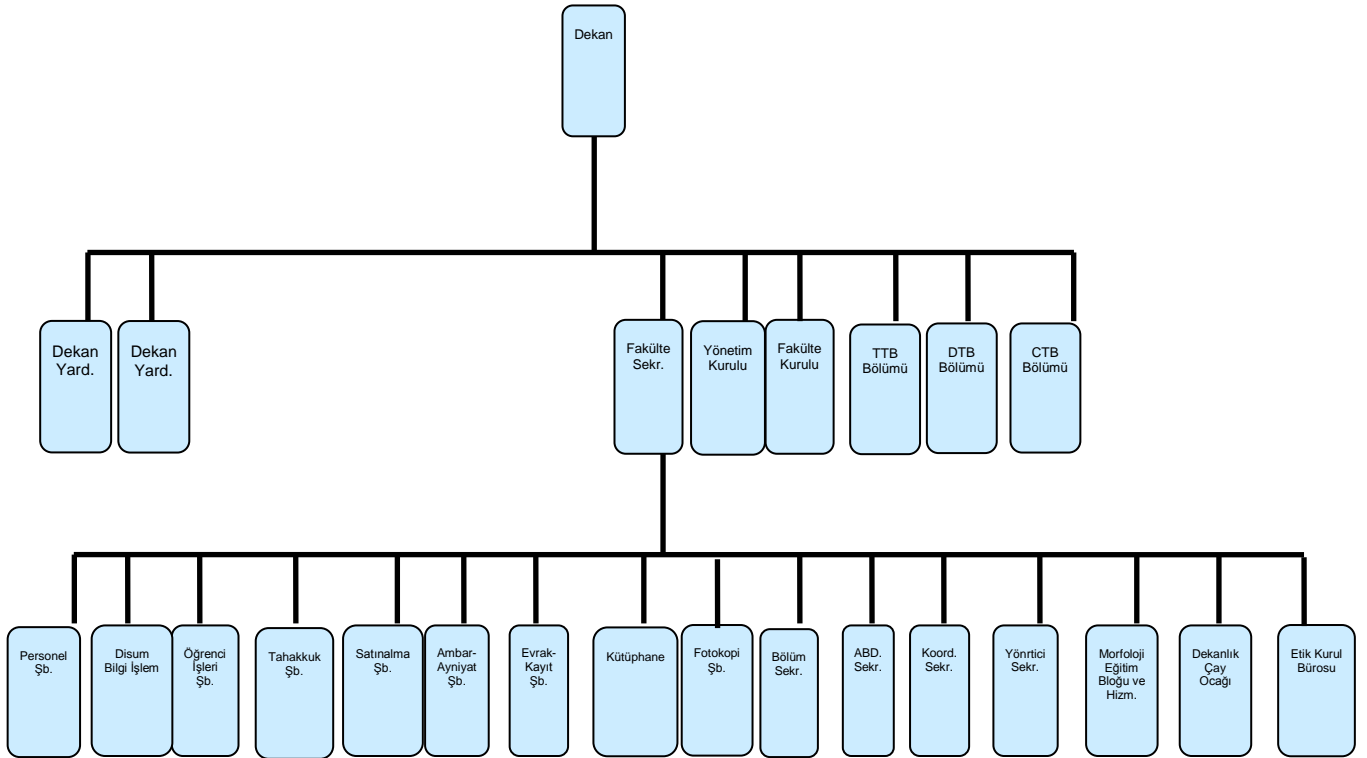 Dekan
Dekan
Yard.
Dekan
Yard.
Fakülte
Sekr.
Yönetim
Kurulu
Fakülte
Kurulu
TTB
Bölümü
DTB
Bölümü
CTB
Bölümü
Personel
Şb.
Disum
Bilgi İşlem
Öğrenci
İşleri
Şb.
Tahakkuk
Şb.
Satınalma
Şb.
Ambar-
Ayniyat
Şb.
Evrak-
Kayıt
Şb.
Kütüphane
Fotokopi
Şb.
Bölüm
Sekr.
ABD.
Sekr.
Koord.
Sekr.
Yönrtici
Sekr.
Morfoloji
Eğitim
Bloğu ve
Hizm.
Dekanlık
Çay
Ocağı
Etik Kurul
Bürosu